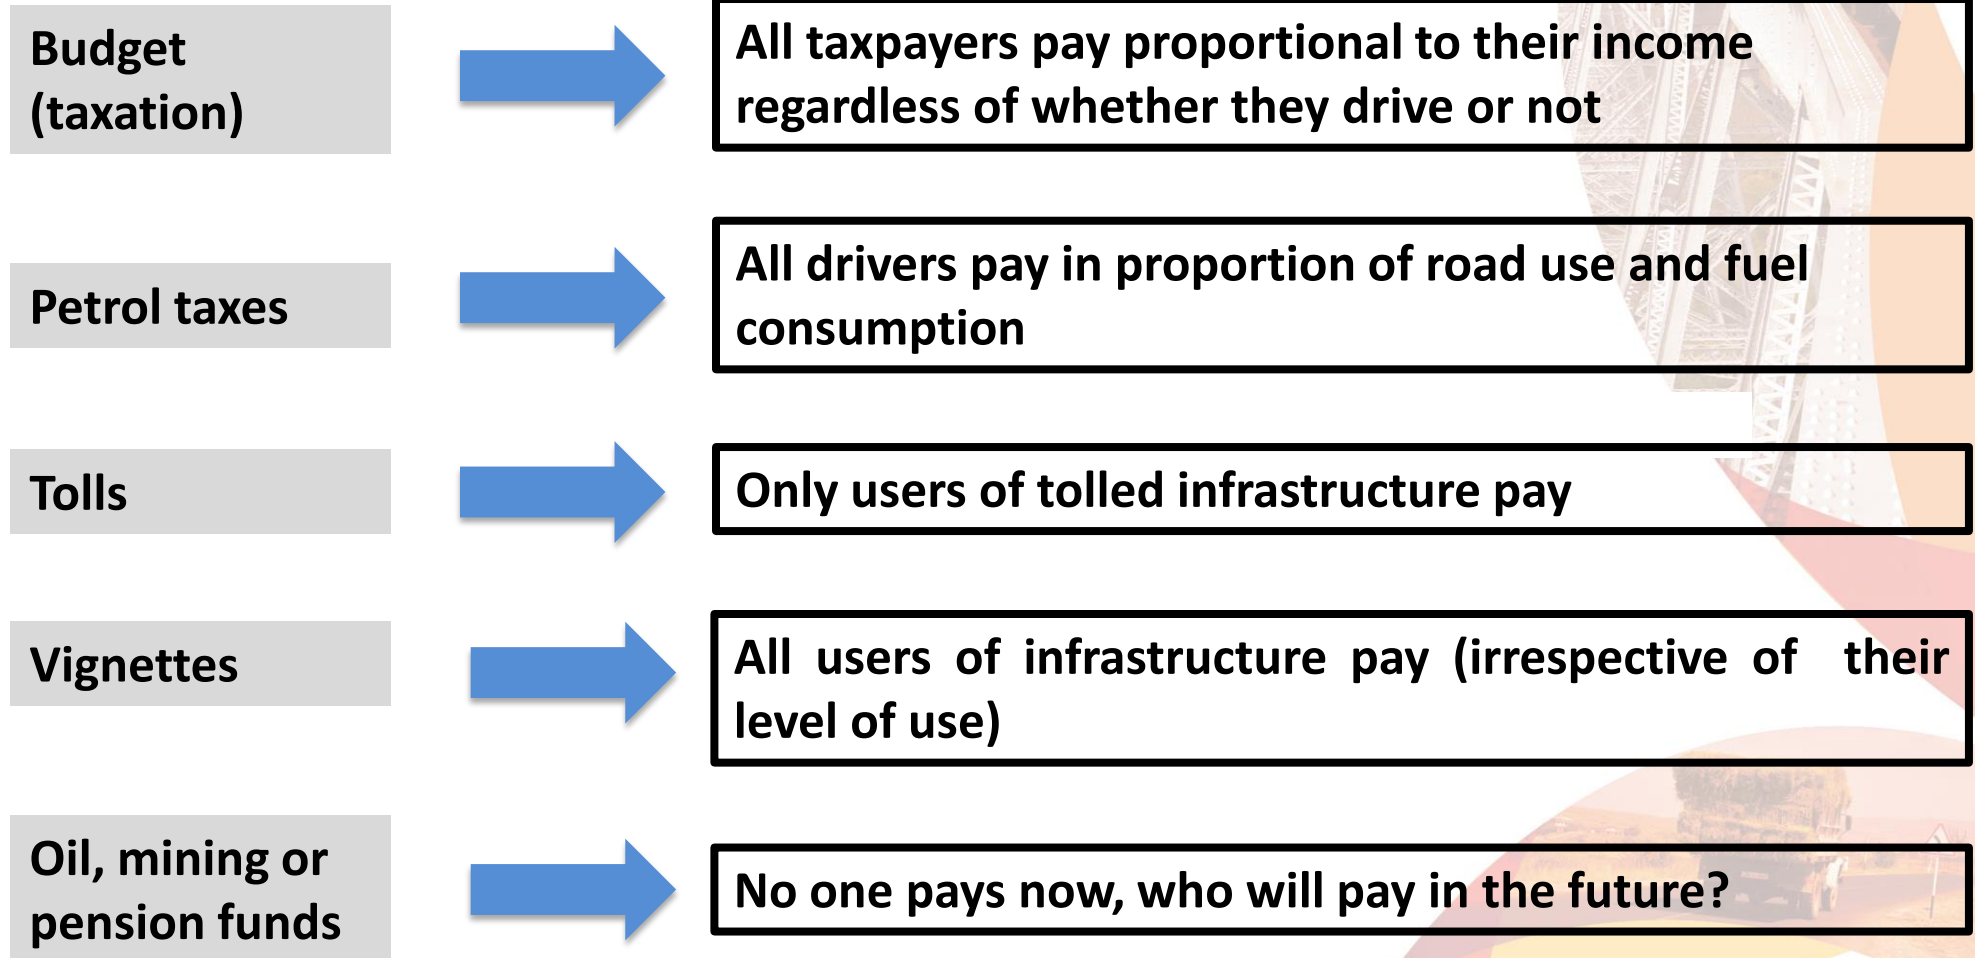 Budget
(taxation)
All taxpayers pay proportional to their income
regardless of whether they drive or not
Petrol taxes
All drivers pay in proportion of road use and fuel
consumption
Tolls
Only users of tolled infrastructure pay
Vignettes
All users of infrastructure pay (irrespective of their
level of use)
Oil, mining or
pension funds
No one pays now, who will pay in the future?